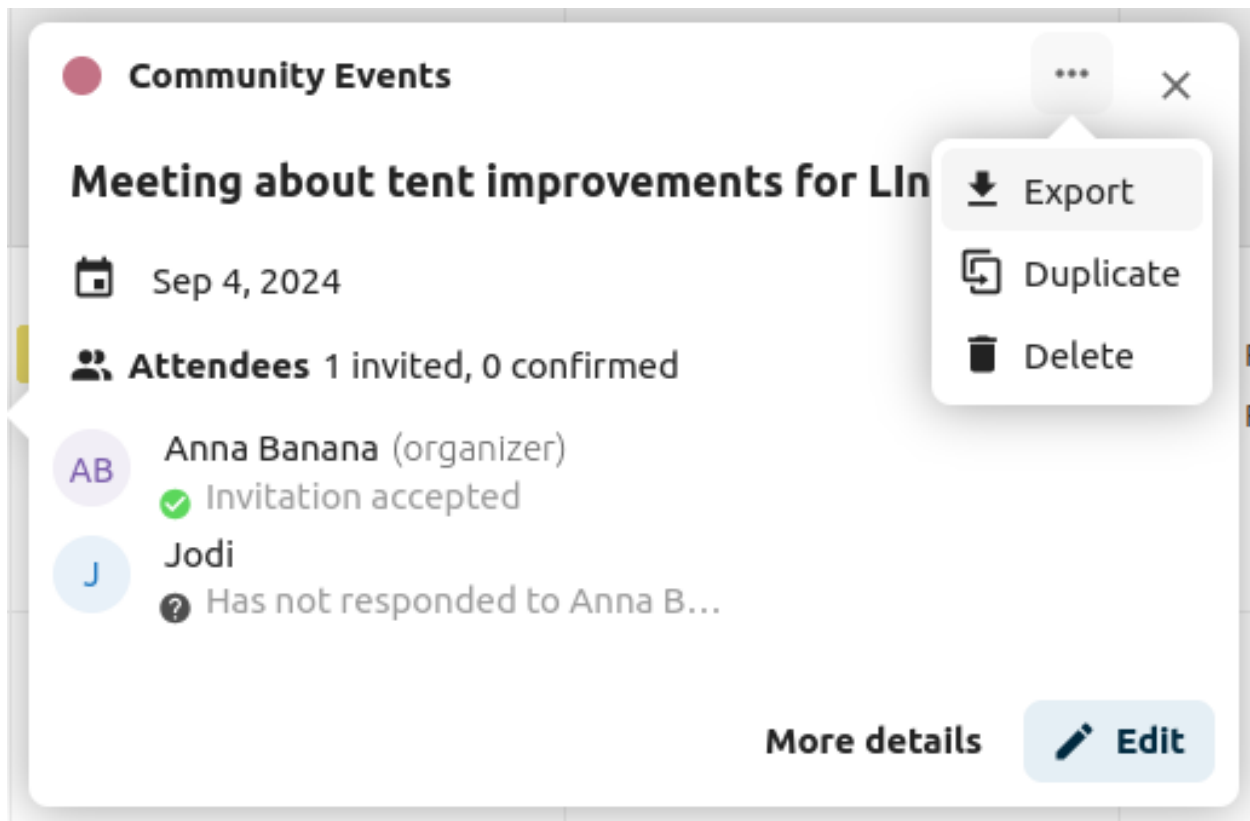 Community Events
Meeting about tent improvements for LIn
Export
Sep 4, 2024
Duplicate
Attendees 1 invited, 0 confirmed
Delete
AB
Anna Banana (organizer)
Invitation accepted
J
Jodi
Has not responded to Anna B...
More details
Edit